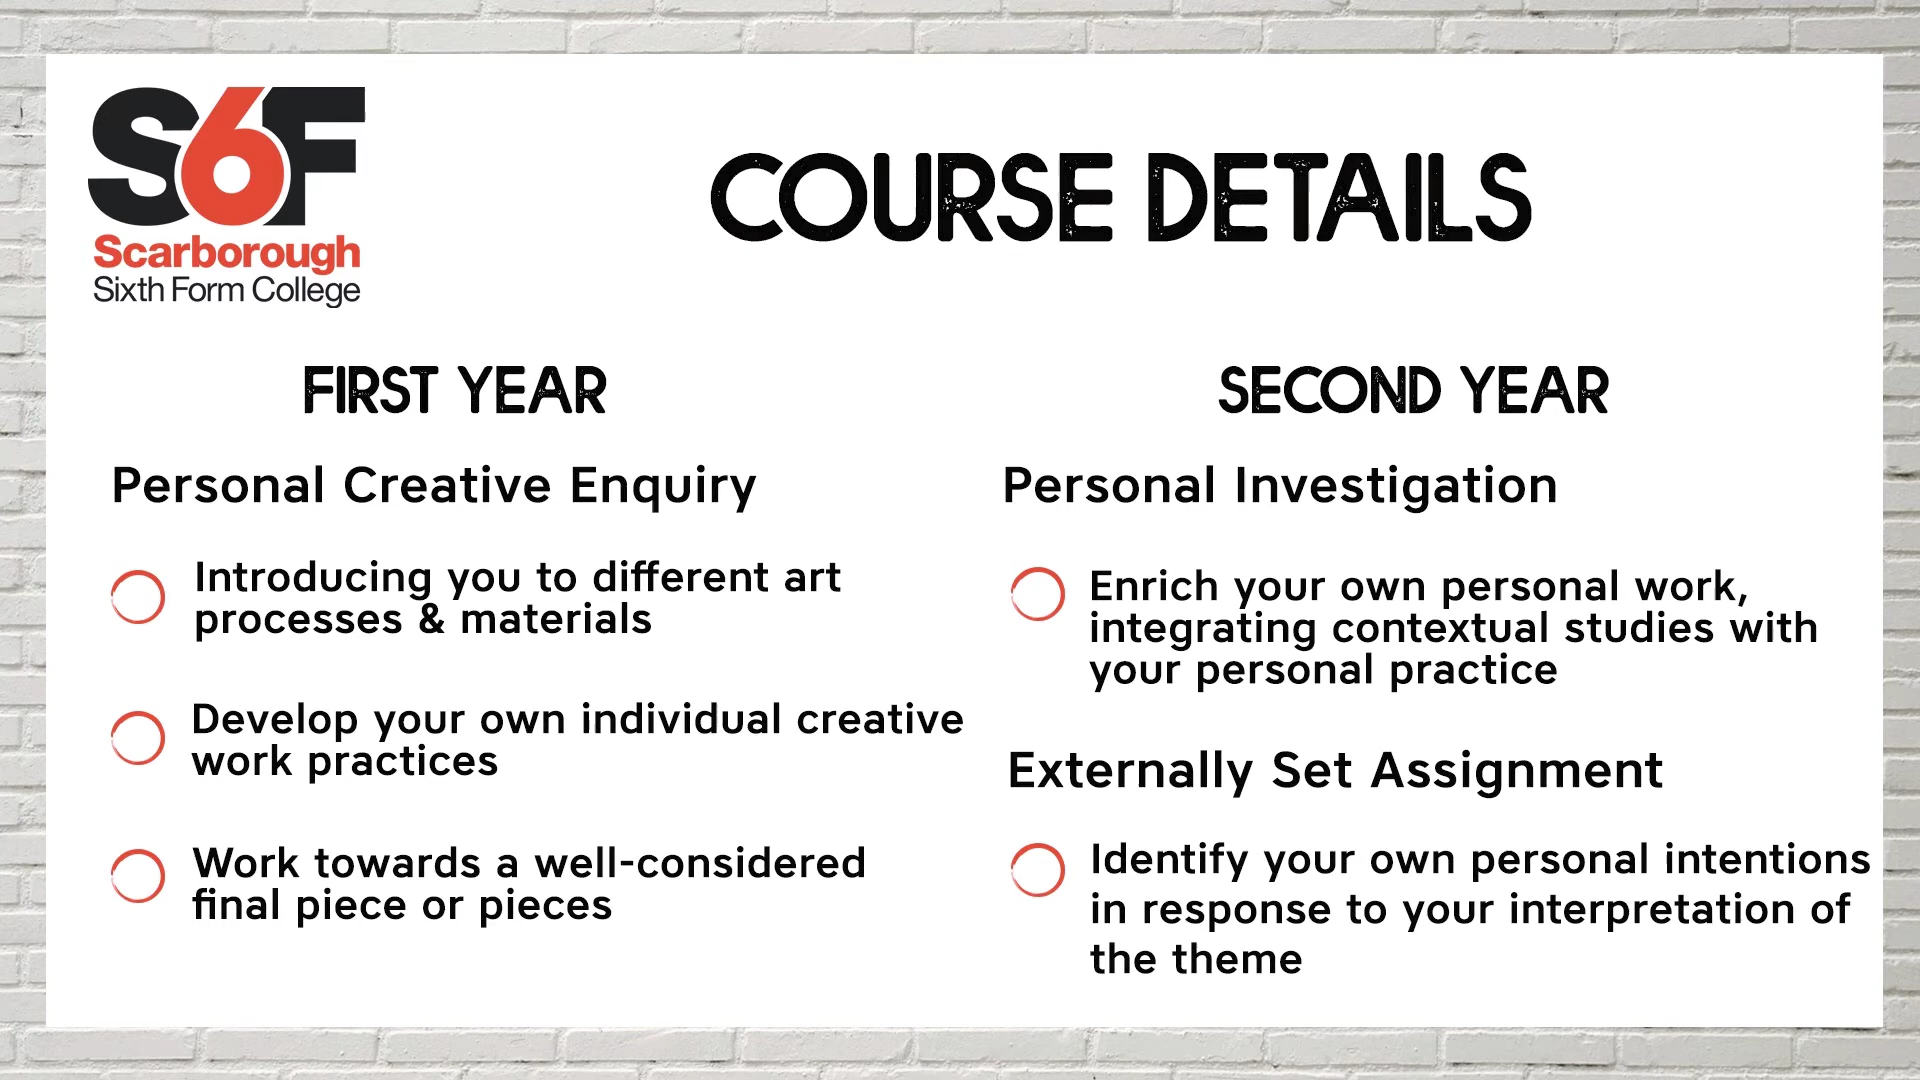 S6F
Scarborough
Sixth Form College
COURSE DETAILS
FIRST YEAR
Personal Creative Enquiry
Introducing you to different art
processes & materials
Develop your own individual creative
work practices
Work towards a well-considered
final piece or pieces
SECOND YEAR
Personal Investigation
Enrich your own personal work,
integrating contextual studies with
your personal practice
Externally Set Assignment
Identify your own personal intentions
in response to your interpretation of
the theme